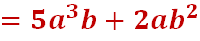 = 5a³b + 2ab²